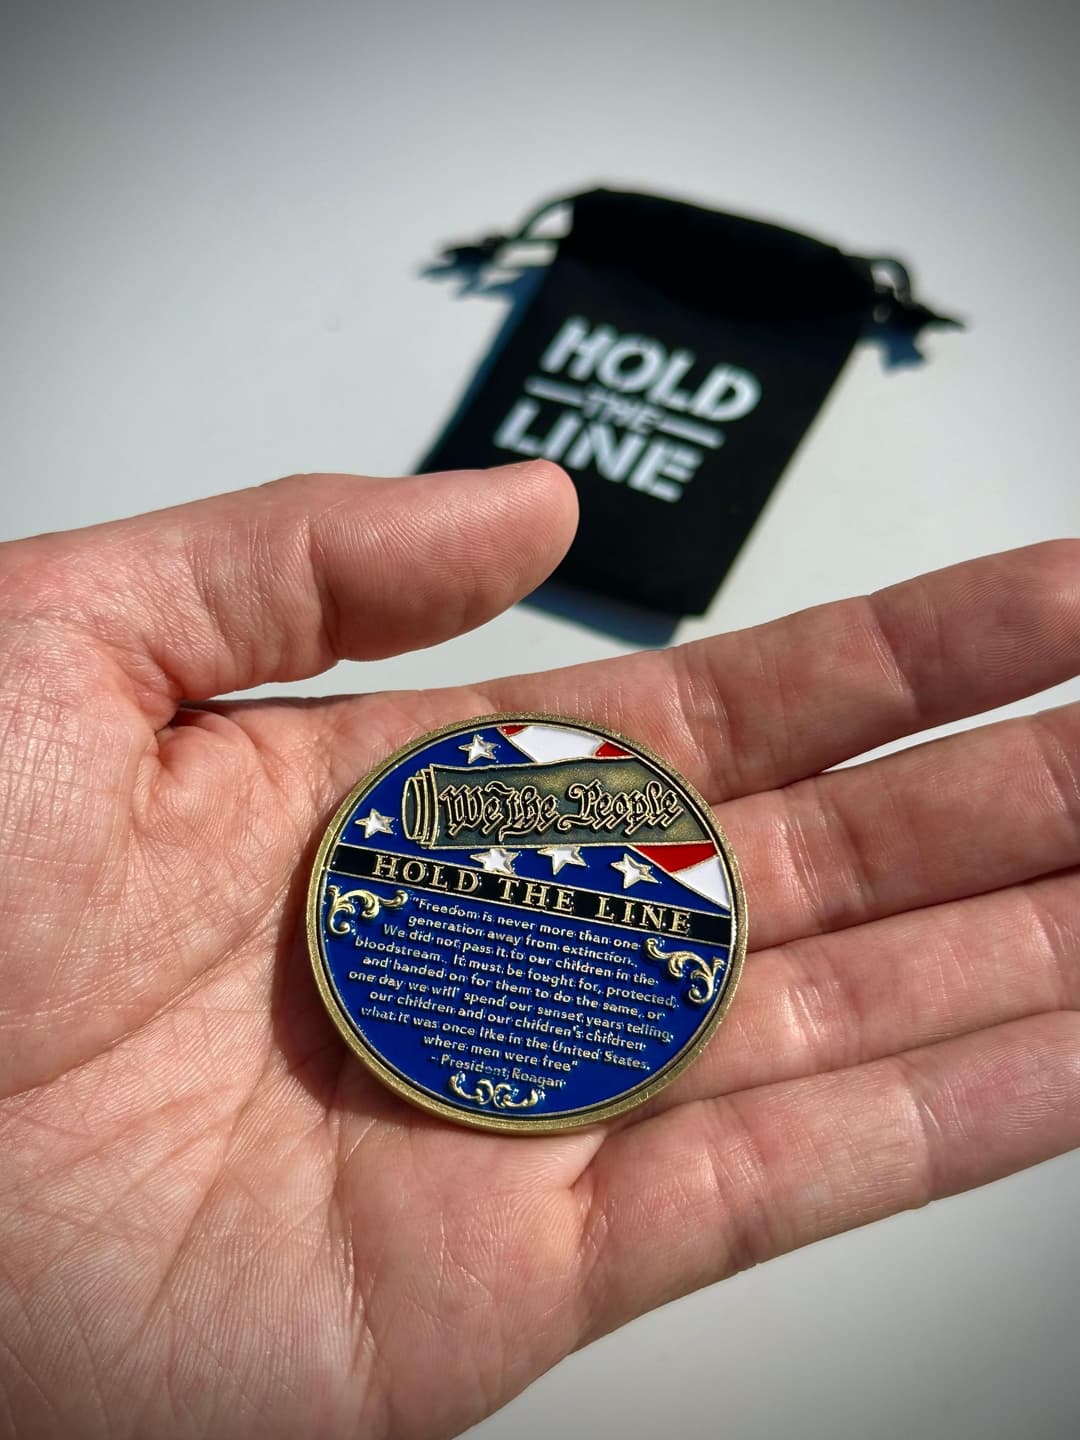 HOLD
THE
LINE
We The People
HOLD THE LINE
"Freedom is never more than one
generation away from extinction.
We did not pass it to our children in the
bloodstream. It must be fought for, protected,
and handed on for them to do the same, or
one day we will spend our sunset years telling
our children and our children's children
what it was once like in the United States,
where men were free"
- President Reagan